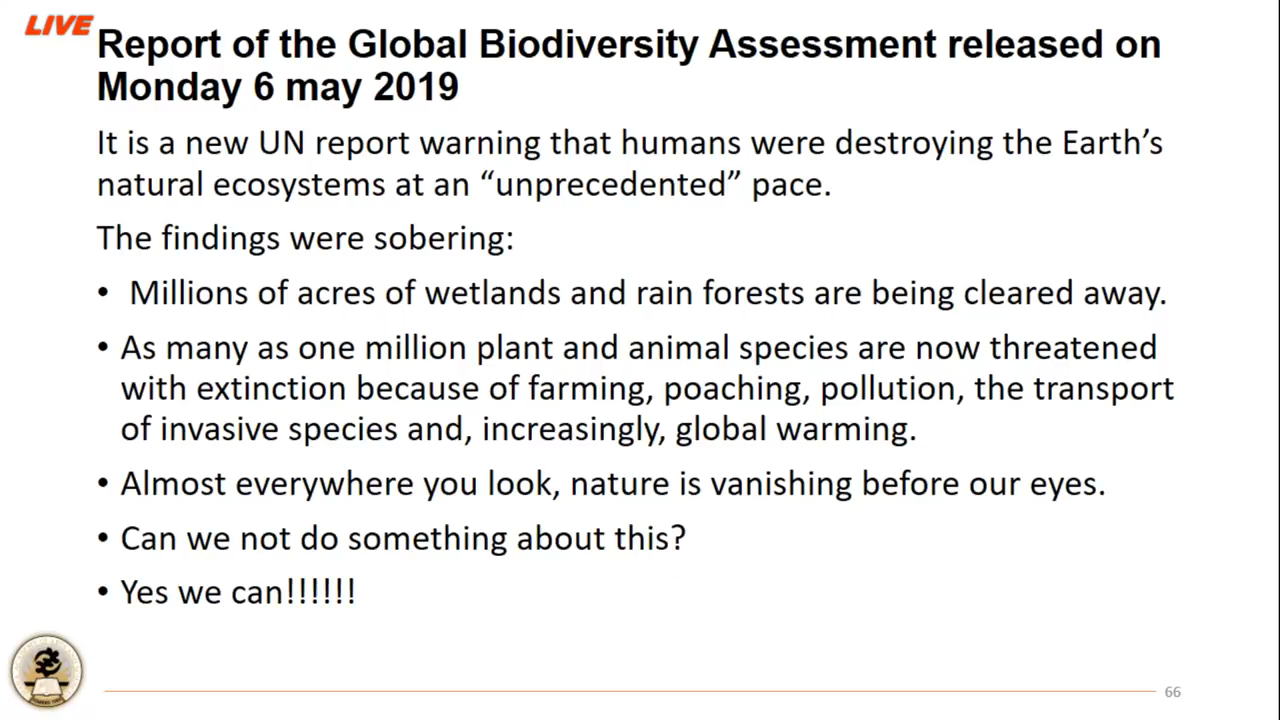 LIVE
Report of the Global Biodiversity Assessment released on
Monday 6 may 2019
It is a new UN report warning that humans were destroying the Earth’s
natural ecosystems at an “unprecedented” pace.
The findings were sobering:
• Millions of acres of wetlands and rain forests are being cleared away.
• As many as one million plant and animal species are now threatened
with extinction because of farming, poaching, pollution, the transport
of invasive species and, increasingly, global warming.
• Almost everywhere you look, nature is vanishing before our eyes.
• Can we not do something about this?
• Yes we can!!!!!!
66